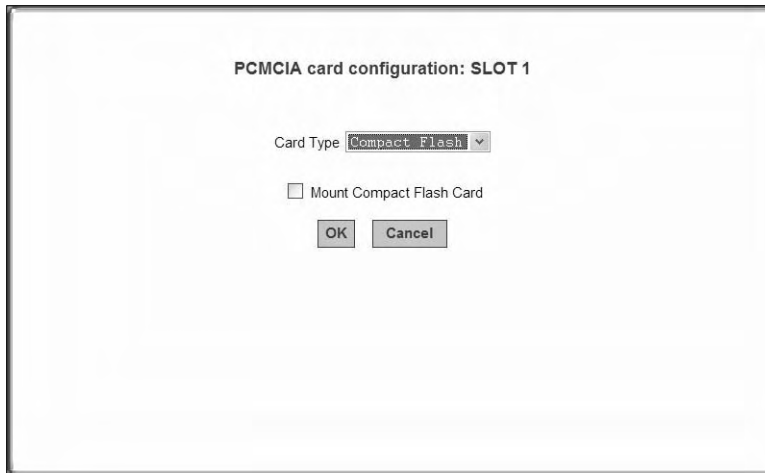 PCMCIA card configuration: SLOT 1
Card Type Compact Flash
Mount Compact Flash Card
OK Cancel